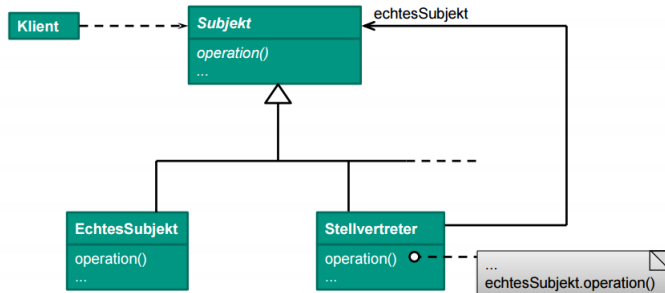 Klient
Subjekt
operation()
...
echtesSubjekt
EchtesSubjekt
operation()
...
Stellvertreter
operation()
...
...
echtesSubjekt.operation()